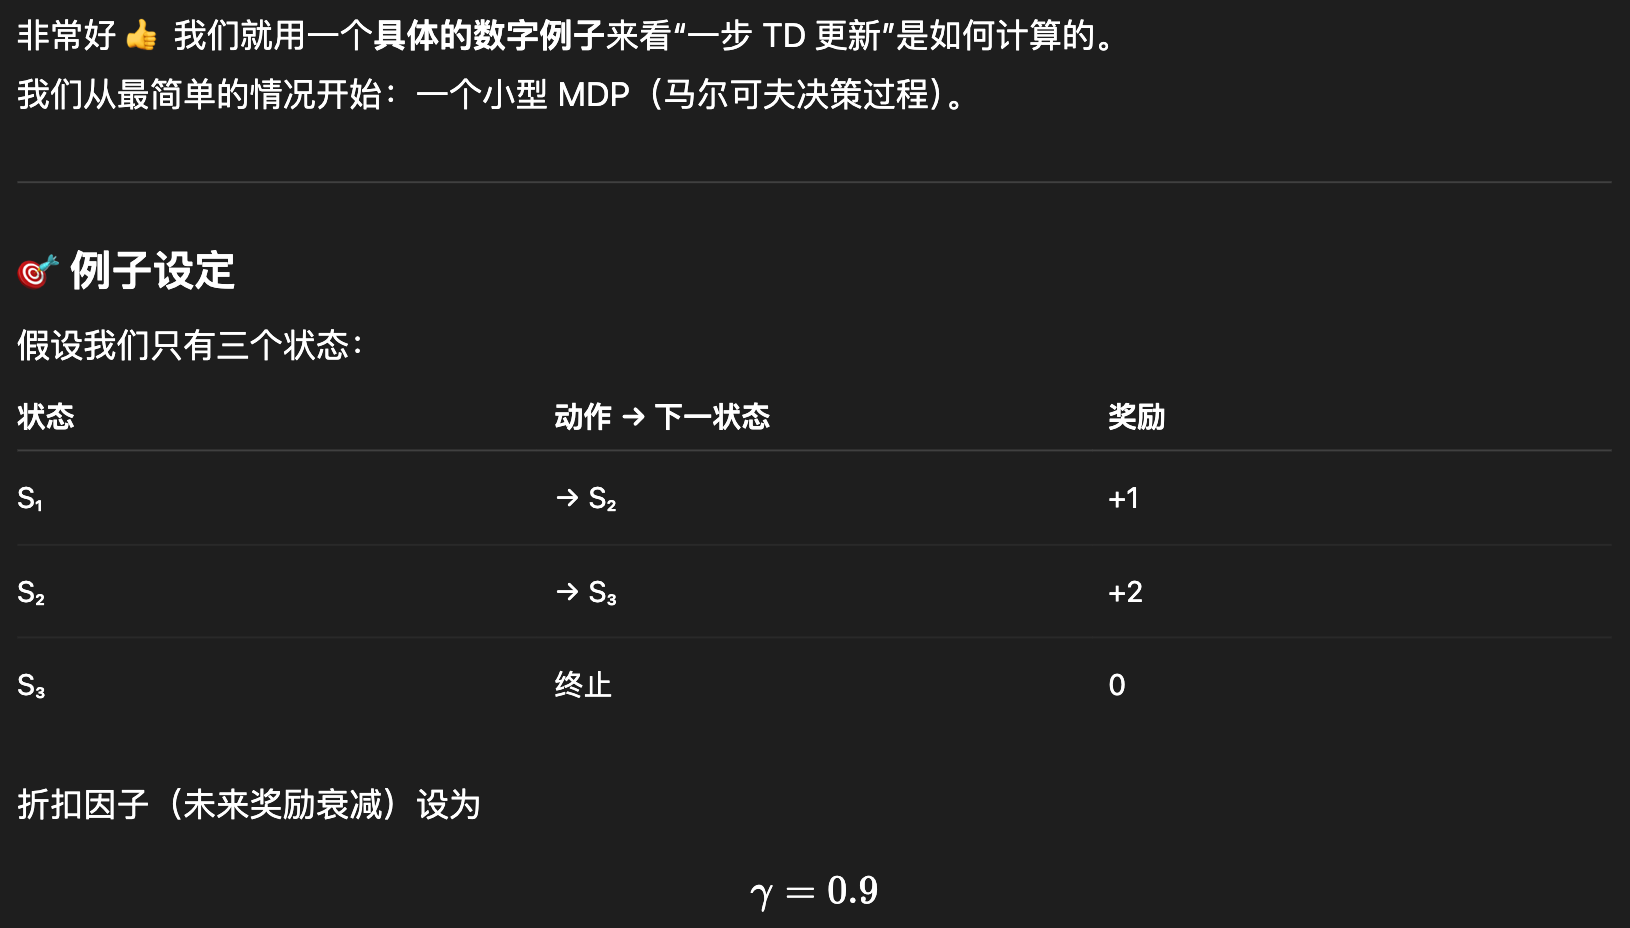 非常好👍 我们就用一个具体的数字例子来看“一步 TD 更新”是如何计算的。
我们从最简单的情况开始：一个小型 MDP（马尔可夫决策过程）。
🎯 例子设定
假设我们只有三个状态：
状态 动作 → 下一状态 奖励
S₁ → S₂ +1
S₂ → S₃ +2
S₃ 终止 0
折扣因子（未来奖励衰减）设为
γ = 0.9